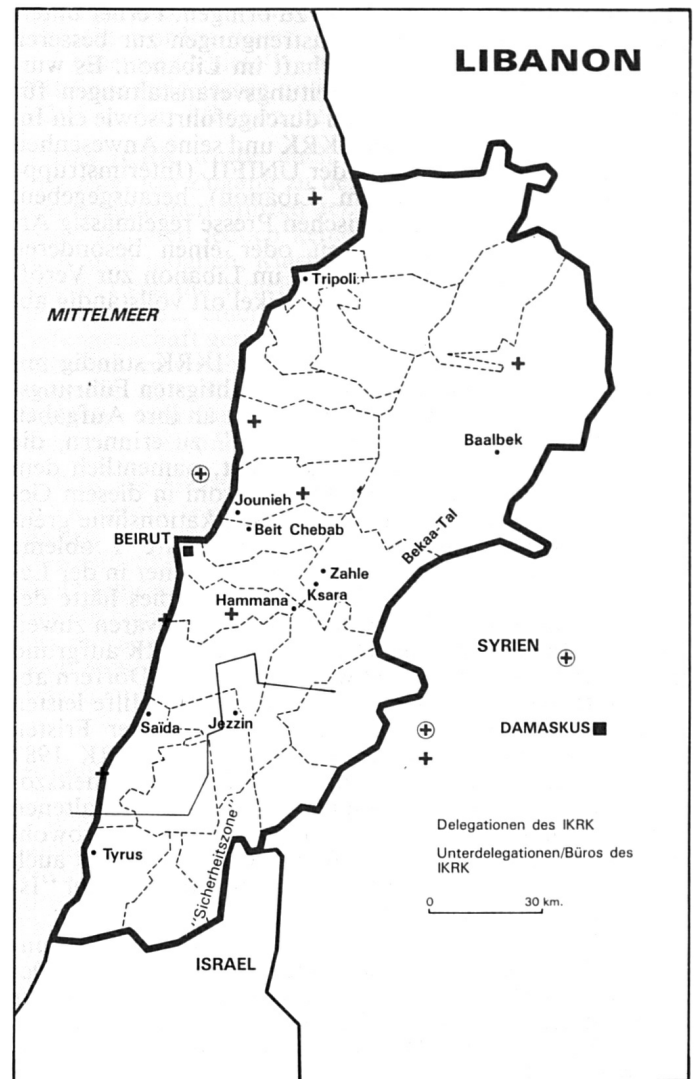 LIBANON
Tripoli
MITTELMEER
Baalbek
Jounieh
BEIRUT
Beit Chebab
Bekaa-Tal
Zahle
Ksara
Hammana
SYRIEN
Saïda
Jezzin
DAMASKUS
Delegationen des IKRK
Tyrus
Unterdelegationen/Büros des
IKRK
"Sicherheitszone"
0 30 km.
ISRAEL